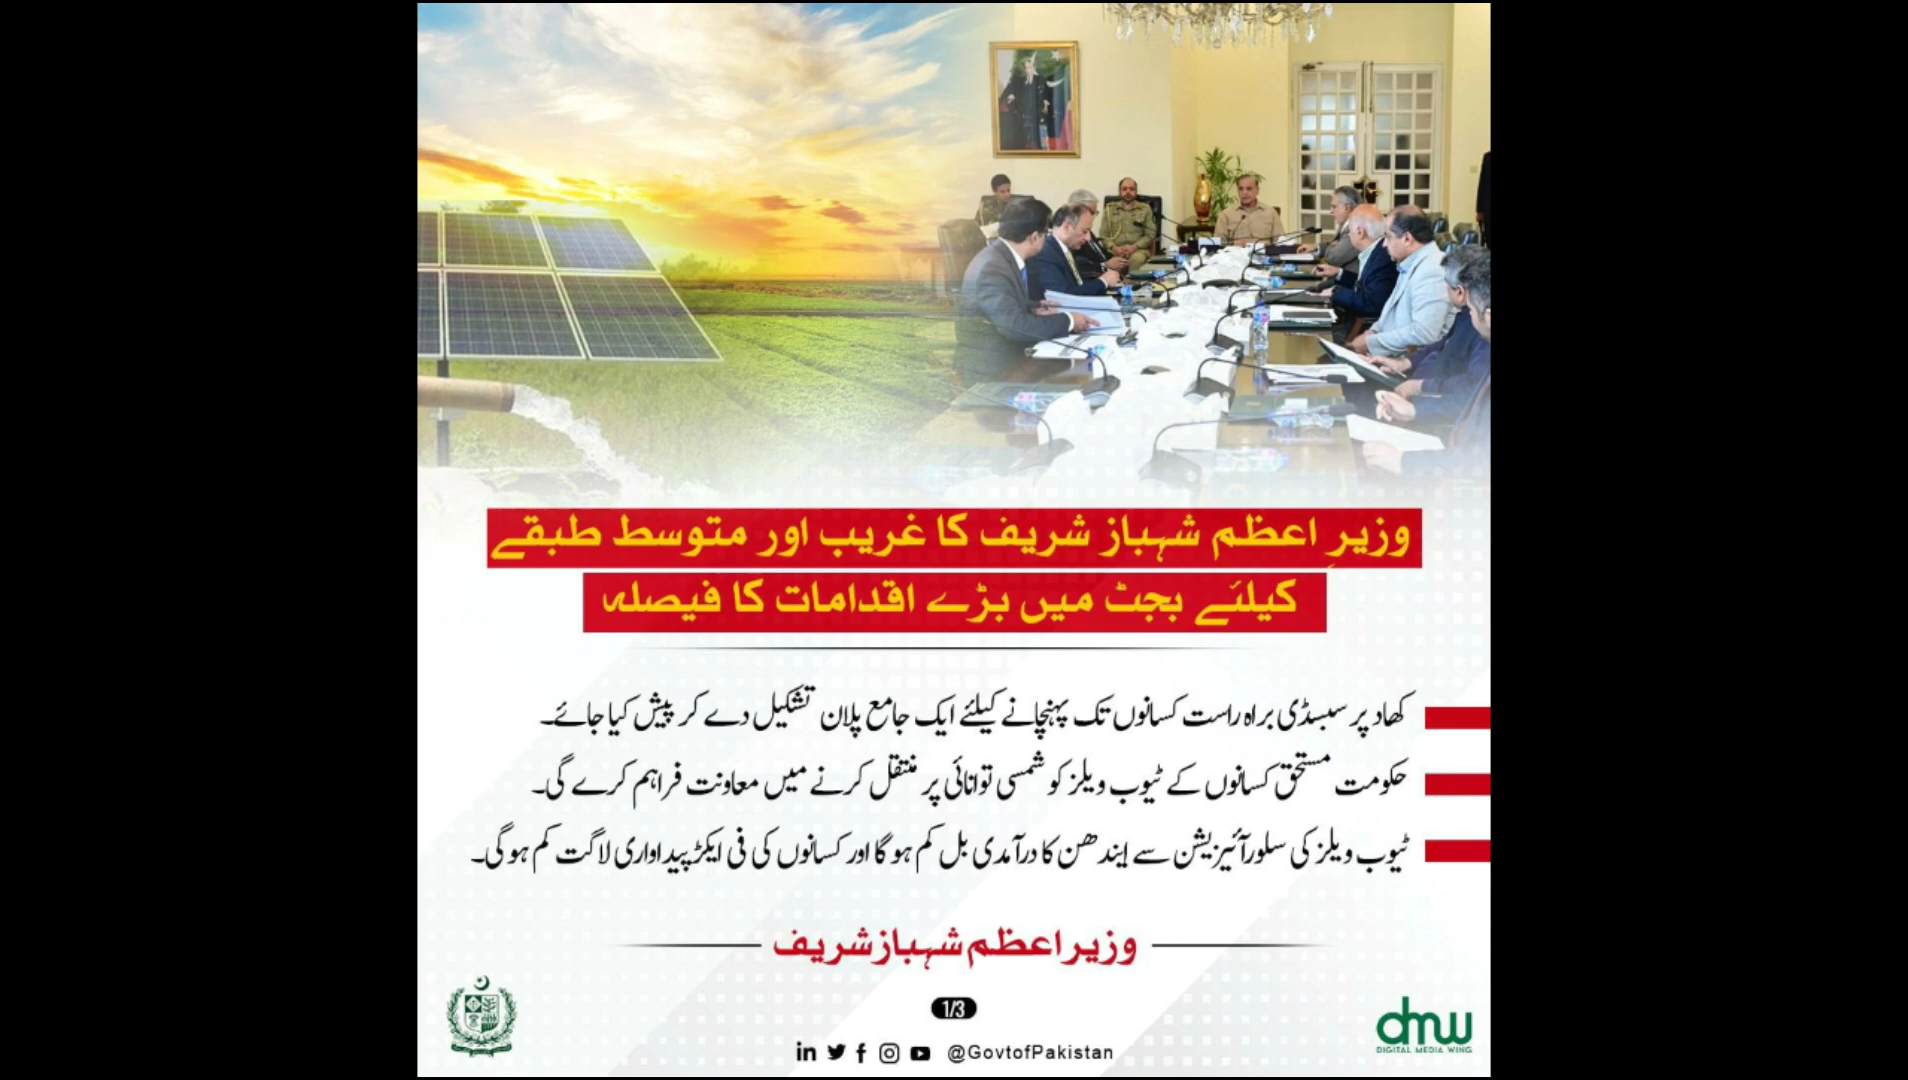 وزیرِ اعظم شہباز شریف کا غریب اور متوسط طبقے
کیلئے بجٹ میں بڑے اقدامات کا فیصلہ
کھاد پر سبسڈی براہ راست کسانوں تک پہنچانے کیلئے ایک جامع پلان تشکیل دے کر پیش کیا جائے۔
حکومت مستحق کسانوں کے ٹیوب ویلز کو شمسی توانائی پر منتقل کرنے میں معاونت فراہم کرے گی۔
ٹیوب ویلز کی سلورآئیزیشن سے ایندھن کا درآمدی بل کم ہو گا اور کسانوں کی فی ایکڑ پیداواری لاگت کم ہو گی۔
وزیراعظم شہباز شریف
1/3
@GovtofPakistan
dmw
DIGITAL MEDIA WING